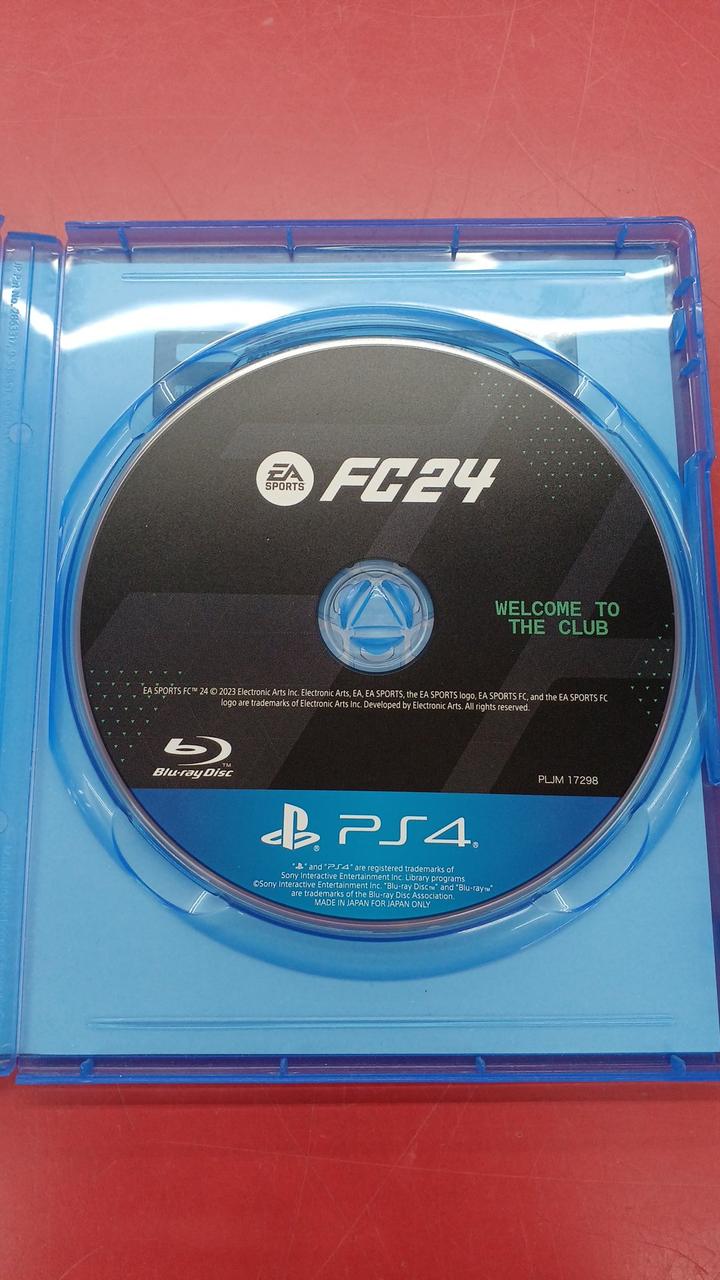 EA
SPORTS
FC24
WELCOME TO
THE CLUB
EA SPORTS FC™ 24 © 2023 Electronic Arts Inc. Electronic Arts, EA, EA SPORTS, the EA SPORTS logo, EA SPORTS FC, and the EA SPORTS FC
logo are trademarks of Electronic Arts Inc. Developed by Electronic Arts. All rights reserved.
Blu-ray Disc™
PLJM 17298
PS4®
" " and "PS4" are registered trademarks of
Sony Interactive Entertainment Inc. Library programs
©Sony Interactive Entertainment Inc. "Blu-ray Disc™" and "Blu-ray™"
are trademarks of the Blu-ray Disc Association.
MADE IN JAPAN FOR JAPAN ONLY